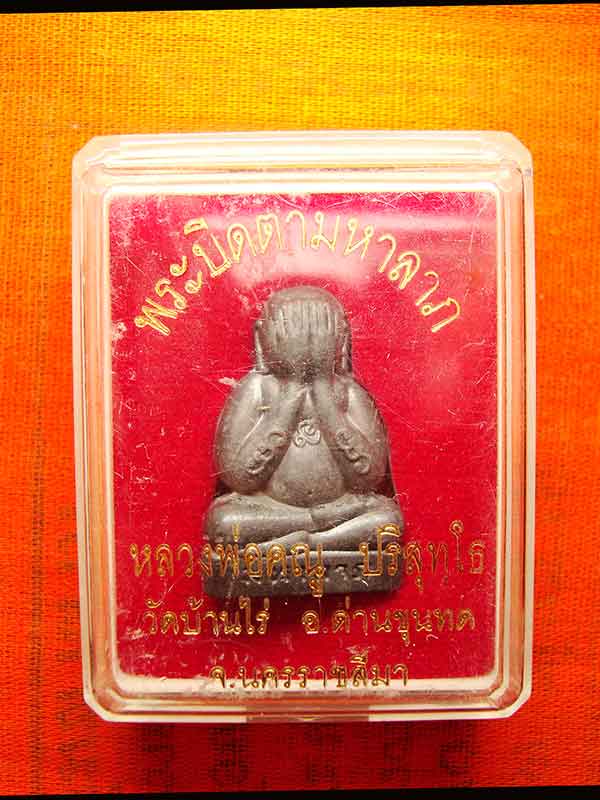 พระปิดตามหาลาภ
หลวงพ่อคณู ปริสุทฺโธ
วัดบ้านไร่ อ.ด่านขุนทด
จ.นครราชสีมา